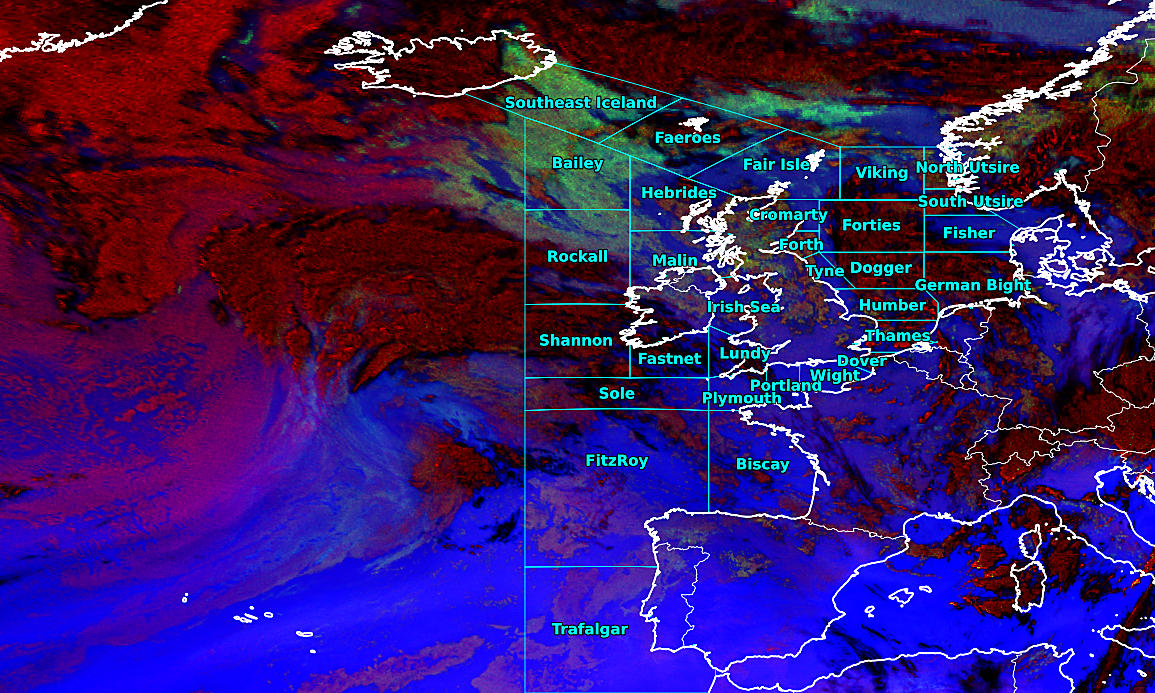 Southeast Iceland
Faeroes
Bailey
Fair Isle
Viking
North Utsire
Hebrides
South Utsire
Cromarty
Forties
Fisher
Forth
Rockall
Malin
Tyne
Dogger
German Bight
Irish Sea
Humber
Shannon
Thames
Fastnet
Lundy
Dover
Wight
Portland
Sole
Plymouth
FitzRoy
Biscay
Trafalgar